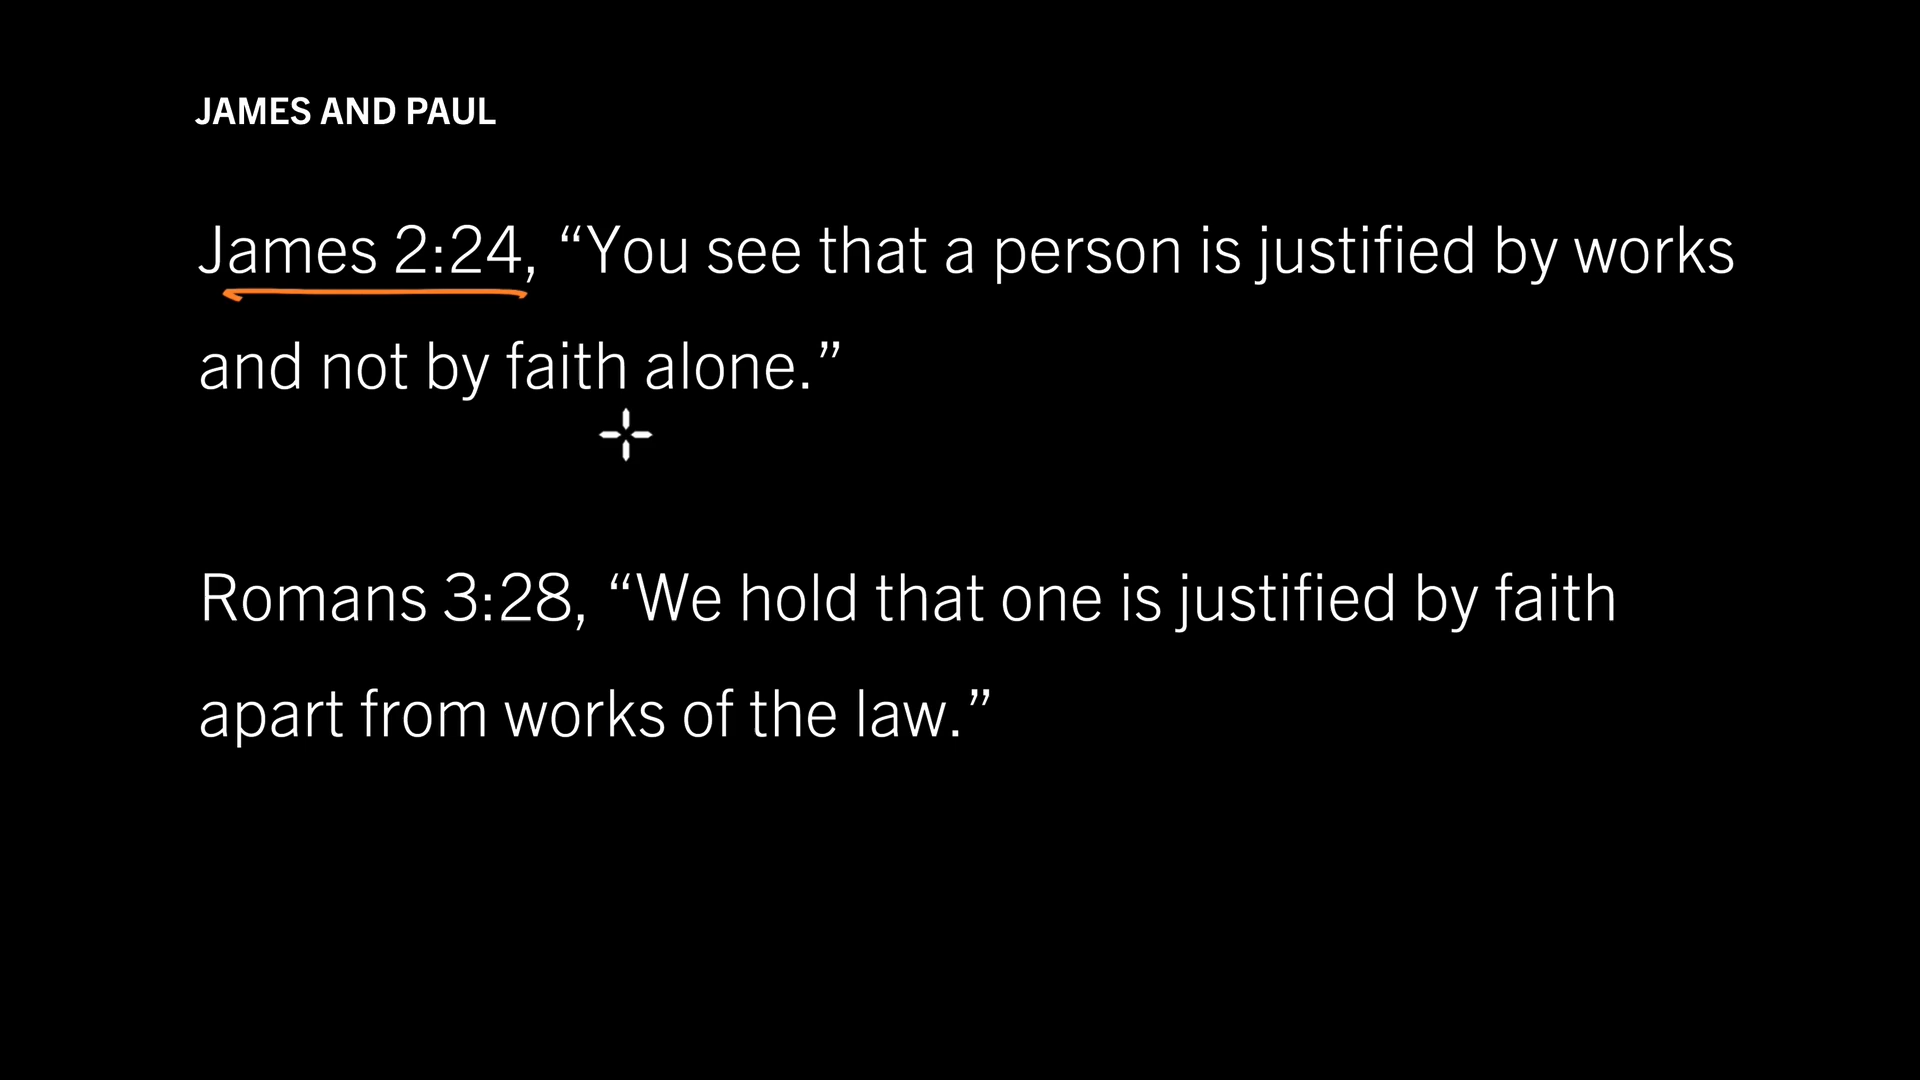 JAMES AND PAUL
James 2:24, “You see that a person is justified by works
and not by faith alone.”
Romans 3:28, “We hold that one is justified by faith
apart from works of the law.”